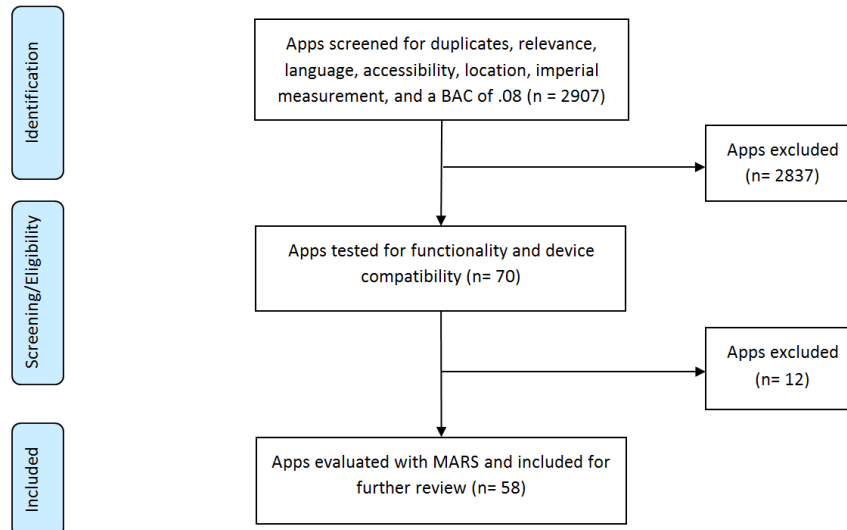 Identification
Apps screened for duplicates, relevance,
language, accessibility, location, imperial
measurement, and a BAC of .08 (n = 2907)
Apps excluded
(n= 2837)
Screening/Eligibility
Apps tested for functionality and device
compatibility (n= 70)
Apps excluded
(n= 12)
Included
Apps evaluated with MARS and included for
further review (n= 58)